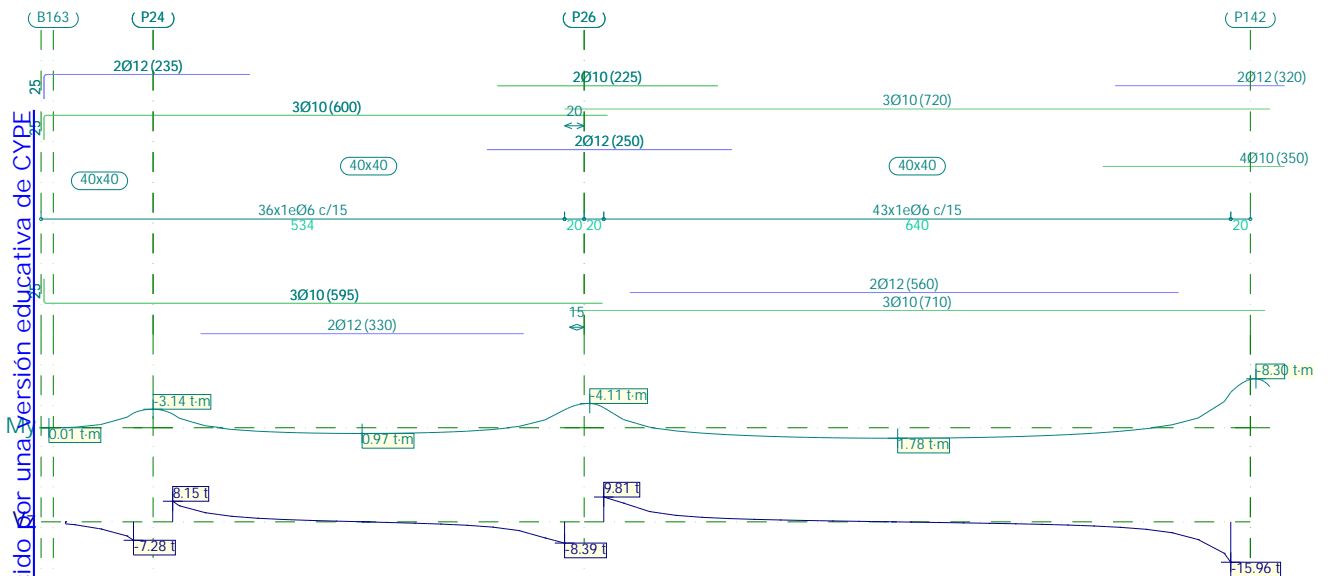 B163
P24
P26
P142
2Ø12 (235)
25
2Ø10 (225)
2Ø12 (320)
3Ø10 (600)
25
20
3Ø10 (720)
2Ø12 (250)
40x40
40x40
40x40
4Ø10 (350)
36x1eØ6 c/15
43x1eØ6 c/15
534
20
20
640
20
25
3Ø10 (595)
2Ø12 (560)
15
3Ø10 (710)
2Ø12 (330)
-3.14 t·m
-4.11 t·m
-8.30 t·m
My
0.01 t·m
0.97 t·m
1.78 t·m
8.15 t
9.81 t
Vz
-7.28 t
-8.39 t
-15.96 t
ido por una versión educativa de CYPE